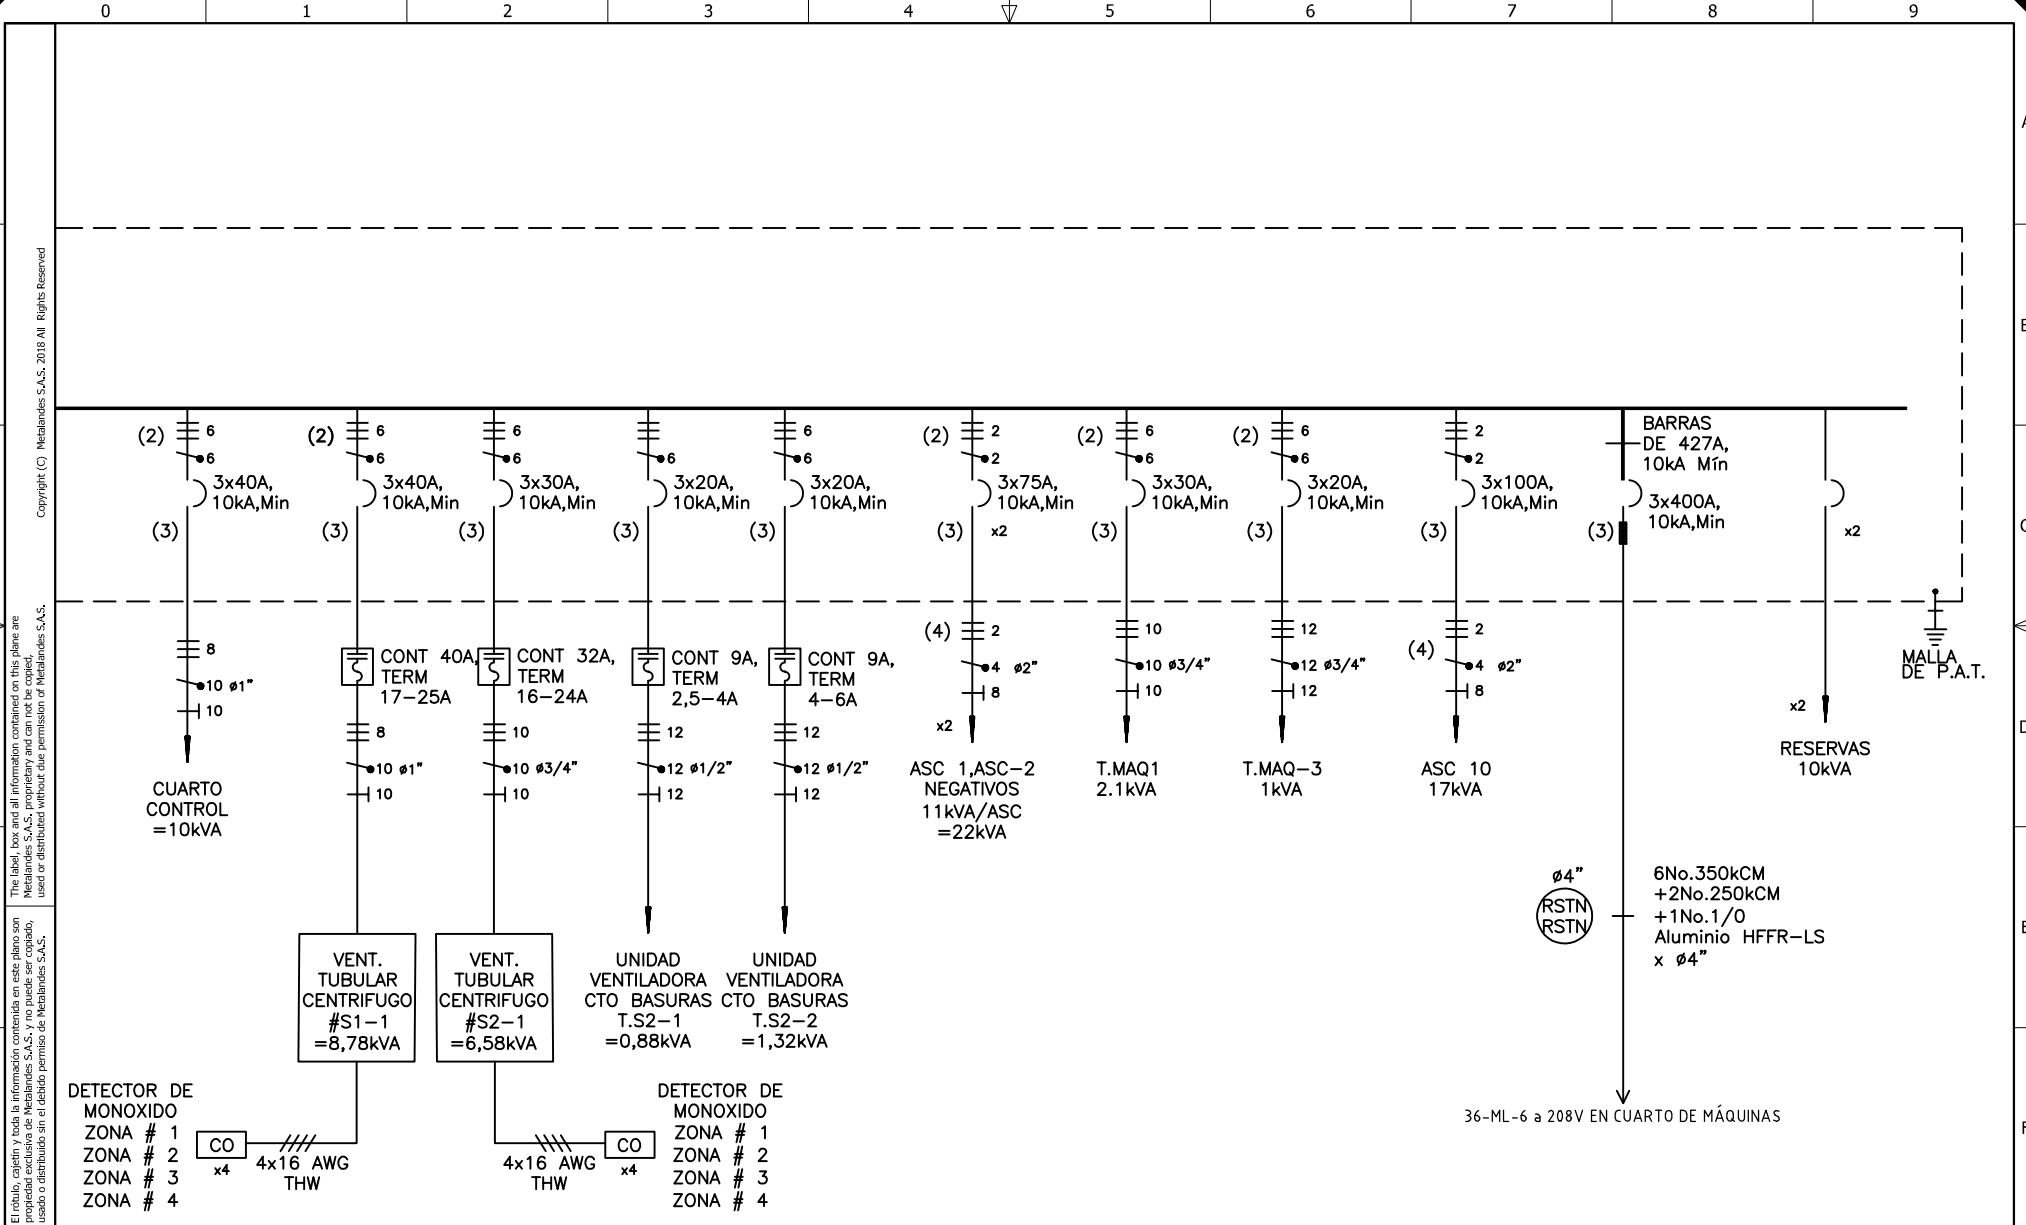 0 1 2 3 4 5 6 7 8 9
A
B
C
D
E
F
Copyright (C) Metalandes S.A.S. 2018 All Rights Reserved
The label, box and all information contained on this plane are
Metalandes S.A.S. proprietary and can not be copied,
used or distributed without due permission of Metalandes S.A.S.
El rótulo, cajetín y toda la información contenida en este plano son
propiedad exclusiva de Metalandes S.A.S. y no puede ser copiado,
usado o distribuido sin el debido permiso de Metalandes S.A.S.
(2) 6
6
3x40A,
10kA,Min
(3)
8
10 ø1"
10
CUARTO
CONTROL
=10kVA
(2) 6
6
3x40A,
10kA,Min
(3)
CONT 40A,
TERM
17-25A
8
10 ø1"
10
VENT.
TUBULAR
CENTRIFUGO
#S1-1
=8,78kVA
DETECTOR DE
MONOXIDO
ZONA # 1
ZONA # 2
ZONA # 3
ZONA # 4
CO
x4
4x16 AWG
THW
6
6
3x30A,
10kA,Min
(3)
CONT 32A,
TERM
16-24A
10
10 ø3/4"
10
VENT.
TUBULAR
CENTRIFUGO
#S2-1
=6,58kVA
4x16 AWG
THW
CO
x4
DETECTOR DE
MONOXIDO
ZONA # 1
ZONA # 2
ZONA # 3
ZONA # 4
6
3x20A,
10kA,Min
(3)
CONT 9A,
TERM
2,5-4A
12
12 ø1/2"
12
UNIDAD
VENTILADORA
CTO BASURAS
T.S2-1
=0,88kVA
6
6
3x20A,
10kA,Min
(3)
CONT 9A,
TERM
4-6A
12
12 ø1/2"
12
UNIDAD
VENTILADORA
CTO BASURAS
T.S2-2
=1,32kVA
(2) 2
2
3x75A,
10kA,Min
(3) x2
(4) 2
4 ø2"
8
x2
ASC 1,ASC-2
NEGATIVOS
11kVA/ASC
=22kVA
(2) 6
6
3x30A,
10kA,Min
(3)
10
10 ø3/4"
10
T.MAQ1
2.1kVA
(2) 6
6
3x20A,
10kA,Min
(3)
12
12 ø3/4"
12
T.MAQ-3
1kVA
2
2
3x100A,
10kA,Min
(3)
2
(4)
4 ø2"
8
ASC 10
17kVA
BARRAS
DE 427A,
10kA Mín
3x400A,
10kA,Min
(3)
ø4"
RSTN
RSTN
6No.350kCM
+2No.250kCM
+1No.1/0
Aluminio HFFR-LS
x ø4"
36-ML-6 a 208V EN CUARTO DE MÁQUINAS
x2
x2
RESERVAS
10kVA
MALLA
DE P.A.T.